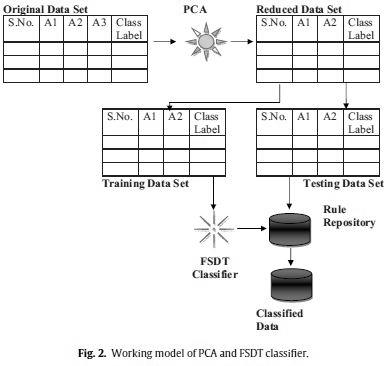 Original Data Set
PCA
Reduced Data Set
S.No. A1 A2 A3 Class
Label
S.No. A1 A2 Class
Label
S.No. A1 A2 Class
Label
S.No. A1 A2 Class
Label
Training Data Set
Testing Data Set
Rule
Repository
FSDT
Classifier
Classified
Data
Fig. 2. Working model of PCA and FSDT classifier.